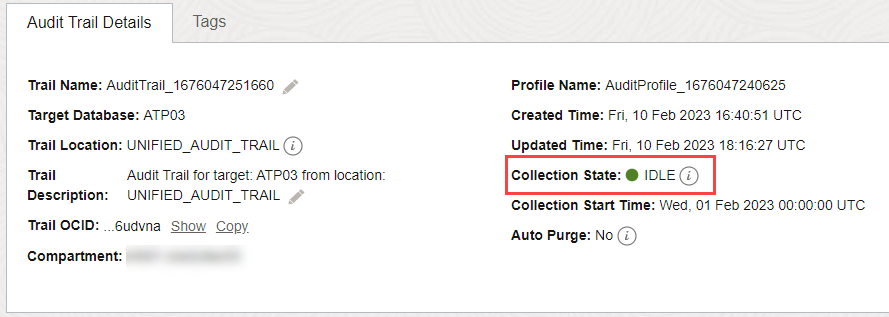 Audit Trail Details
Tags
Trail Name: AuditTrail_1676047251660
Target Database: ATP03
Trail Location: UNIFIED_AUDIT_TRAIL
Trail Description: Audit Trail for target: ATP03 from location:
UNIFIED_AUDIT_TRAIL
Trail OCID: ...6udvna Show Copy
Compartment:
Profile Name: AuditProfile_1676047240625
Created Time: Fri, 10 Feb 2023 16:40:51 UTC
Updated Time: Fri, 10 Feb 2023 18:16:27 UTC
Collection State: IDLE
Collection Start Time: Wed, 01 Feb 2023 00:00:00 UTC
Auto Purge: No